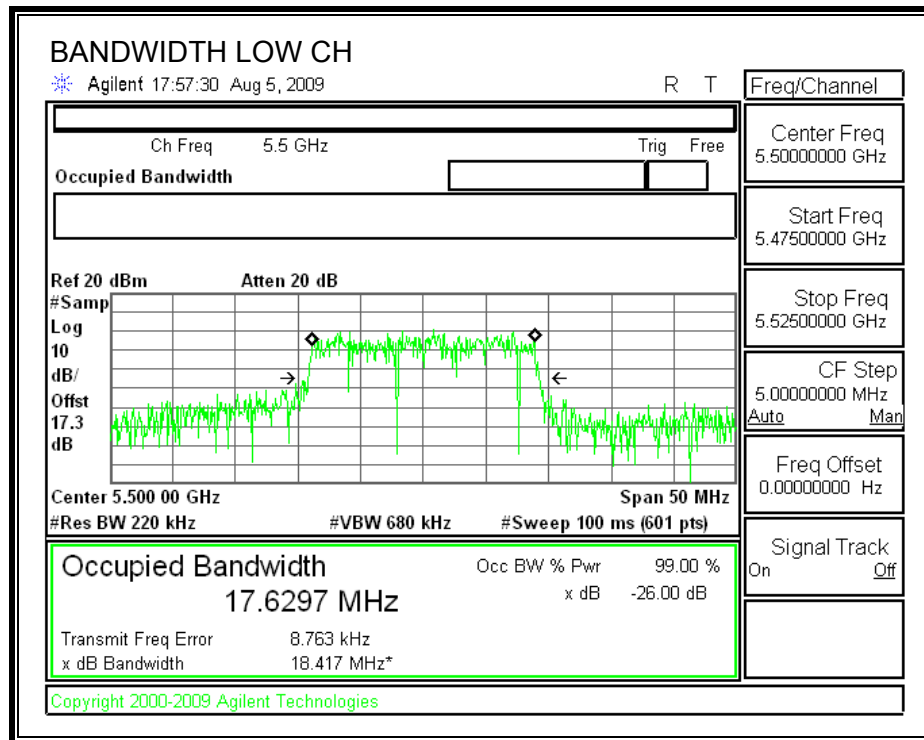 BANDWIDTH LOW CH
Agilent 17:57:30 Aug 5, 2009 R T
Freq/Channel
Ch Freq 5.5 GHz Trig Free
Occupied Bandwidth
Center Freq
5.50000000 GHz
Start Freq
5.47500000 GHz
Stop Freq
5.52500000 GHz
CF Step
5.00000000 MHz
Auto Man
Freq Offset
0.00000000 Hz
Signal Track
On Off
Ref 20 dBm Atten 20 dB
#Samp
Log
10
dB/
Offst
17.3
dB
Center 5.500 00 GHz Span 50 MHz
#Res BW 220 kHz #VBW 680 kHz #Sweep 100 ms (601 pts)
Occupied Bandwidth Occ BW % Pwr 99.00 %
17.6297 MHz x dB -26.00 dB
Transmit Freq Error 8.763 kHz
x dB Bandwidth 18.417 MHz*
Copyright 2000-2009 Agilent Technologies